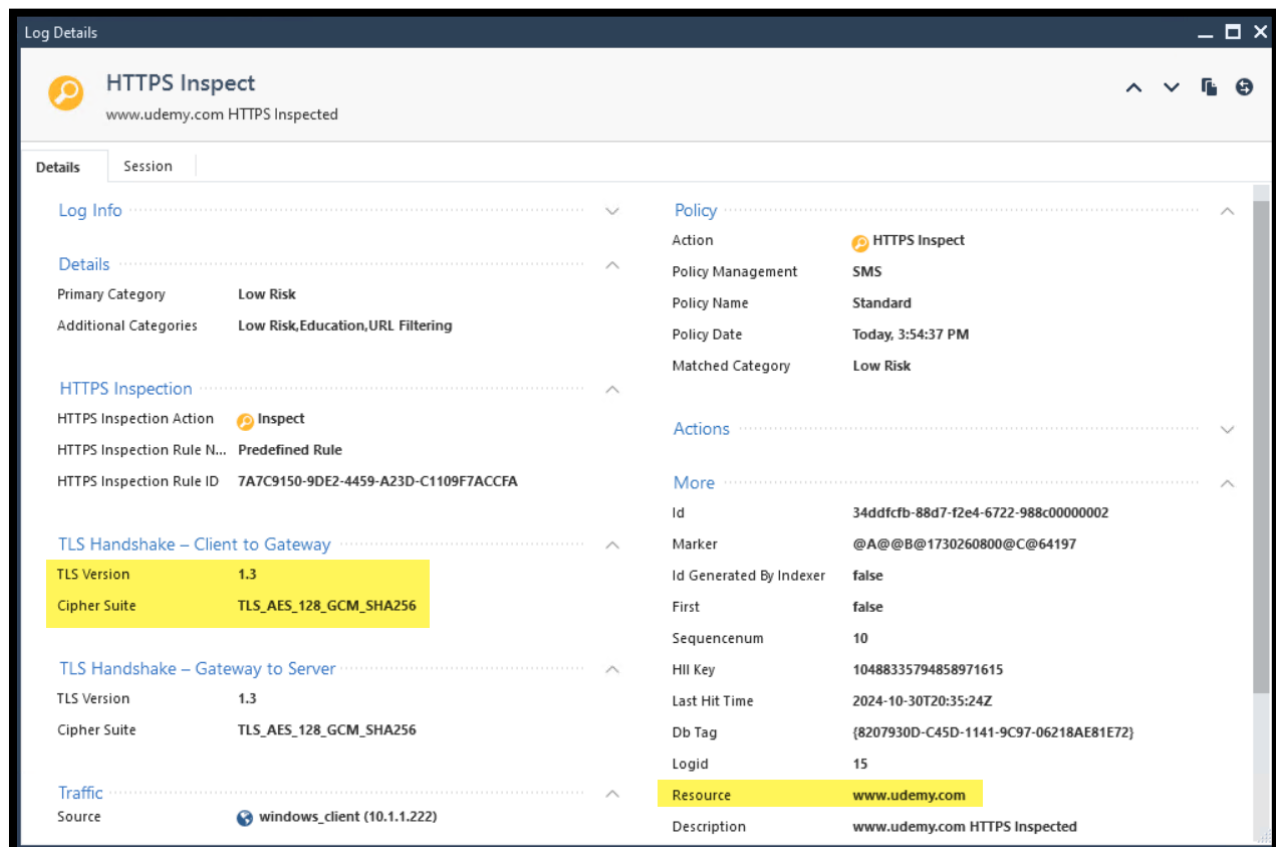 Log Details
HTTPS Inspect
www.udemy.com HTTPS Inspected
Details Session
Log Info
Details
Primary Category Low Risk
Additional Categories Low Risk,Education,URL Filtering
HTTPS Inspection
HTTPS Inspection Action Inspect
HTTPS Inspection Rule N... Predefined Rule
HTTPS Inspection Rule ID 7A7C9150-9DE2-4459-A23D-C1109F7ACCFA
TLS Handshake – Client to Gateway
TLS Version 1.3
Cipher Suite TLS_AES_128_GCM_SHA256
TLS Handshake – Gateway to Server
TLS Version 1.3
Cipher Suite TLS_AES_128_GCM_SHA256
Traffic
Source windows_client (10.1.1.222)
Policy
Action HTTPS Inspect
Policy Management SMS
Policy Name Standard
Policy Date Today, 3:54:37 PM
Matched Category Low Risk
Actions
More
Id 34ddfcfb-88d7-f2e4-6722-988c00000002
Marker @A@@B@1730260800@C@64197
Id Generated By Indexer false
First false
Sequencenum 10
Hll Key 10488335794858971615
Last Hit Time 2024-10-30T20:35:24Z
Db Tag {8207930D-C45D-1141-9C97-06218AE81E72}
Logid 15
Resource www.udemy.com
Description www.udemy.com HTTPS Inspected